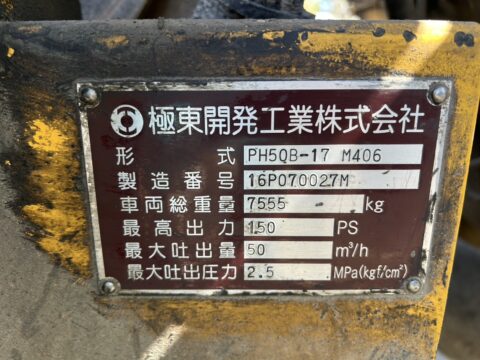 極東開発工業株式会社
形式 PH5QB-17 M406
製造番号 16P070027M
車両総重量 7555 kg
最高出力 150 PS
最大吐出量 50 m³/h
最大吐出圧力 2.5 MPa(kgf/cm²)